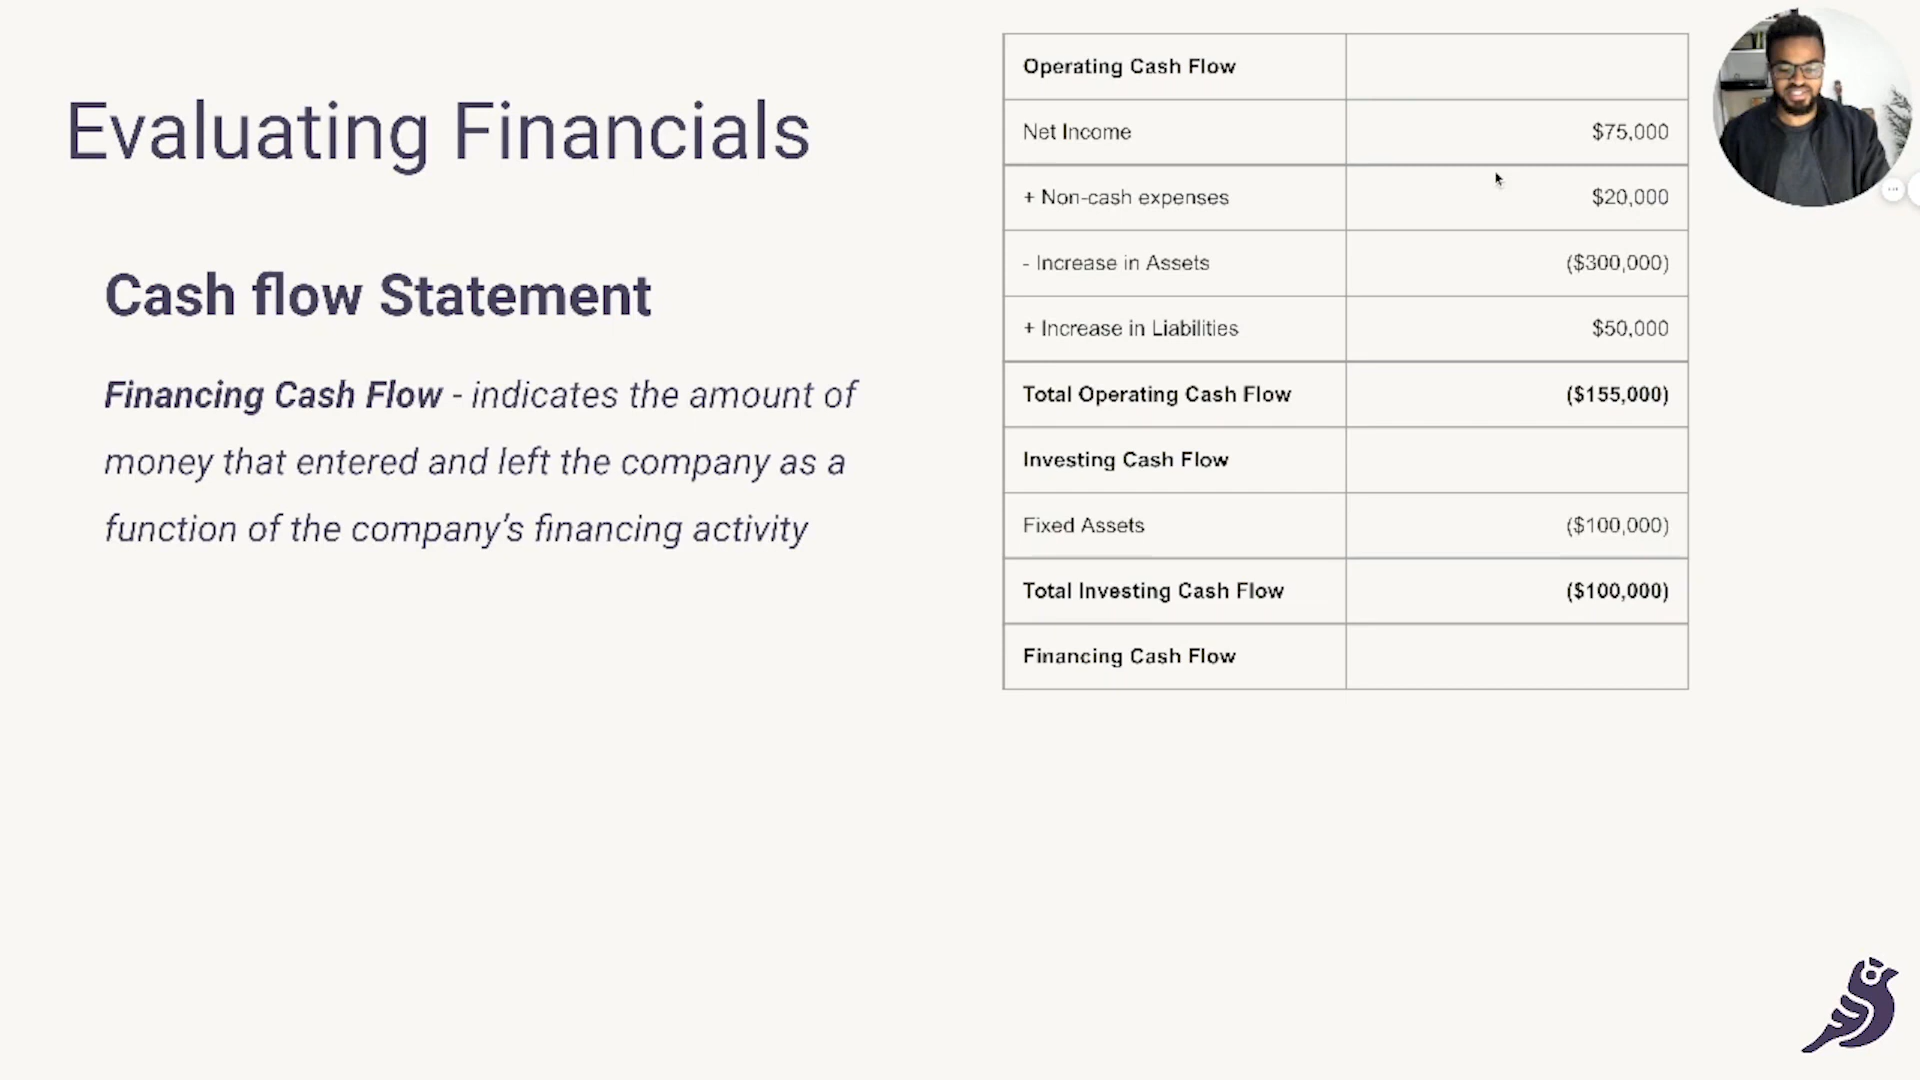 Evaluating Financials
Cash flow Statement
Financing Cash Flow - indicates the amount of
money that entered and left the company as a
function of the company's financing activity
Operating Cash Flow
Net Income $75,000
+ Non-cash expenses $20,000
- Increase in Assets ($300,000)
+ Increase in Liabilities $50,000
Total Operating Cash Flow ($155,000)
Investing Cash Flow
Fixed Assets ($100,000)
Total Investing Cash Flow ($100,000)
Financing Cash Flow